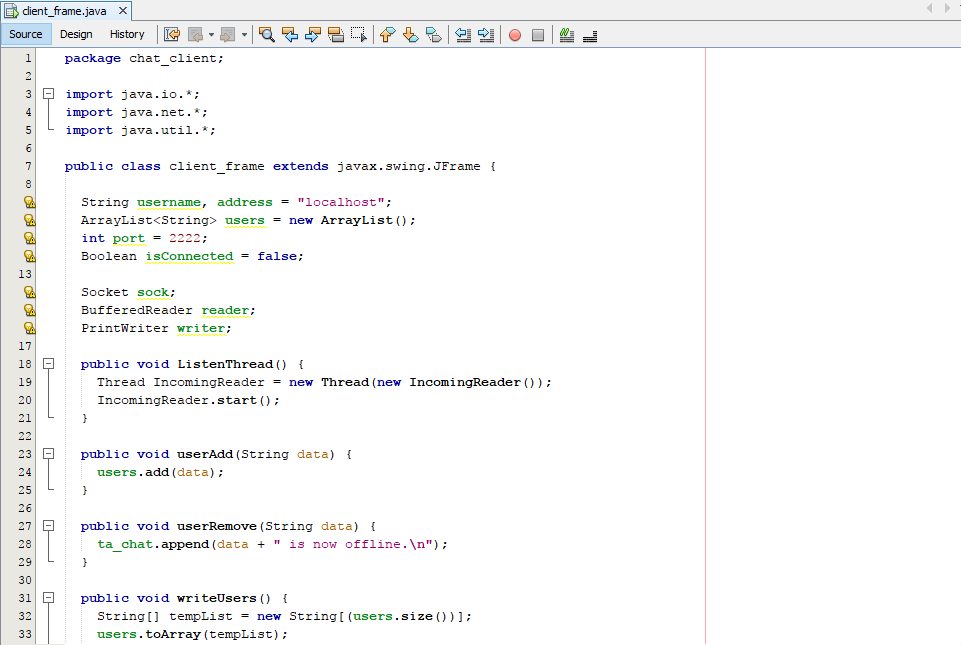 client_frame.java
Source Design History
1 package chat_client;
2
3 import java.io.*;
4 import java.net.*;
5 import java.util.*;
6
7 public class client_frame extends javax.swing.JFrame {
8
String username, address = "localhost";
ArrayList<String> users = new ArrayList();
int port = 2222;
Boolean isConnected = false;
13
Socket sock;
BufferedReader reader;
PrintWriter writer;
17
18 public void ListenThread() {
19 Thread IncomingReader = new Thread(new IncomingReader());
20 IncomingReader.start();
21 }
22
23 public void userAdd(String data) {
24 users.add(data);
25 }
26
27 public void userRemove(String data) {
28 ta_chat.append(data + " is now offline.\n");
29 }
30
31 public void writeUsers() {
32 String[] tempList = new String[(users.size())];
33 users.toArray(tempList);